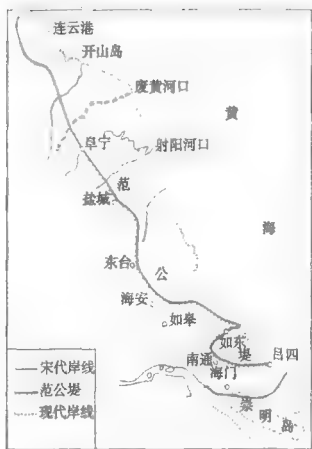 连云港
开山岛
废黄河口
黄
阜宁
射阳河口
范
盐城
海
东台
公
海安
如皋
如东
堤
吕四
南通
海门
崇
明
岛
宋代岸线
范公堤
现代岸线